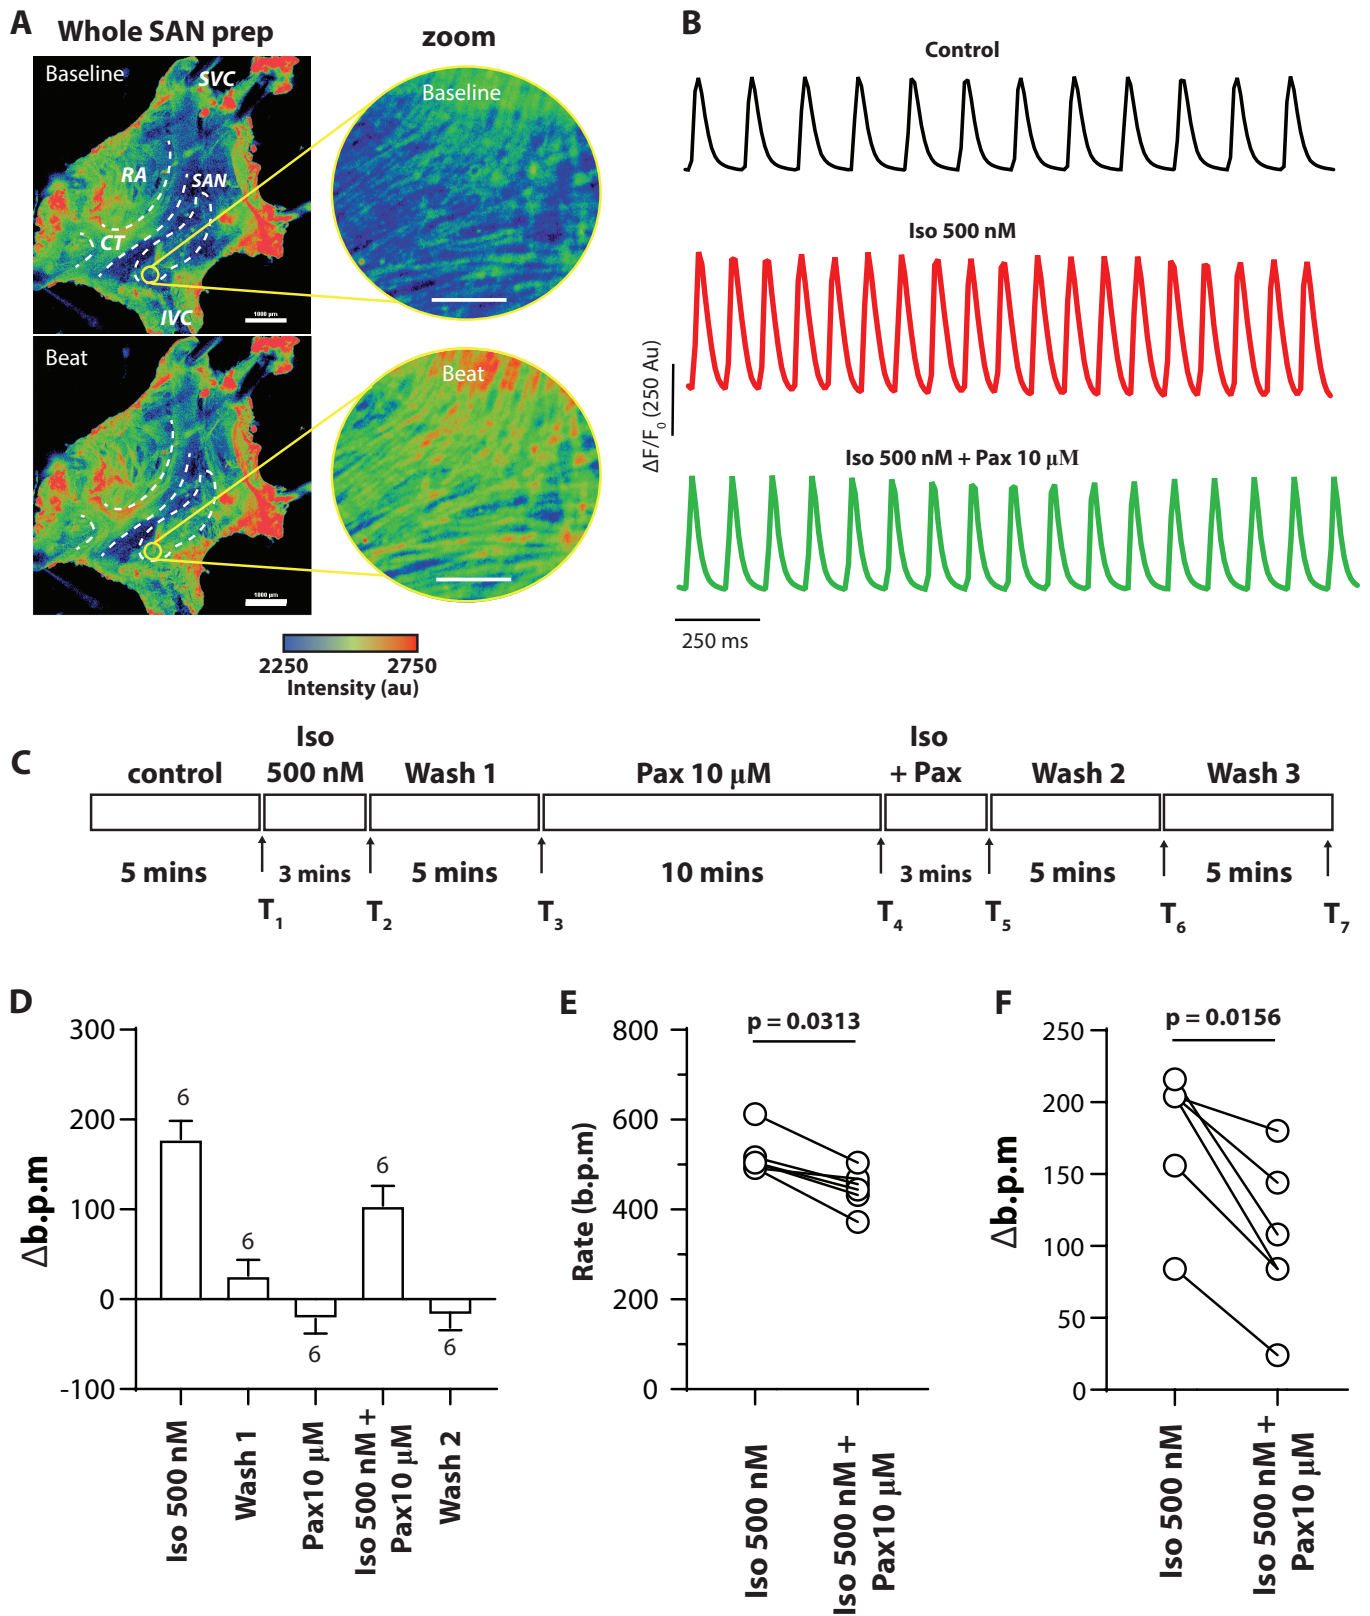 A
Whole SAN prep
zoom
Baseline
SVC
RA
SAN
CT
IVC
1000 µm
Baseline
Beat
1000 µm
Beat
2250
2750
Intensity (au)
B
Control
Iso 500 nM
ΔF/F0 (250 Au)
Iso 500 nM + Pax 10 µM
250 ms
C
control
Iso
500 nM
Wash 1
Pax 10 µM
Iso
+ Pax
Wash 2
Wash 3
5 mins
3 mins
5 mins
10 mins
3 mins
5 mins
5 mins
T1
T2
T3
T4
T5
T6
T7
D
Δb.p.m
300
200
100
0
-100
6
6
6
6
6
Iso 500 nM
Wash 1
Pax10 µM
Iso 500 nM +
Pax10 µM
Wash 2
E
p = 0.0313
Rate (b.p.m)
800
600
400
200
0
Iso 500 nM
Iso 500 nM +
Pax10 µM
F
p = 0.0156
Δb.p.m
250
200
150
100
50
0
Iso 500 nM
Iso 500 nM +
Pax10 µM